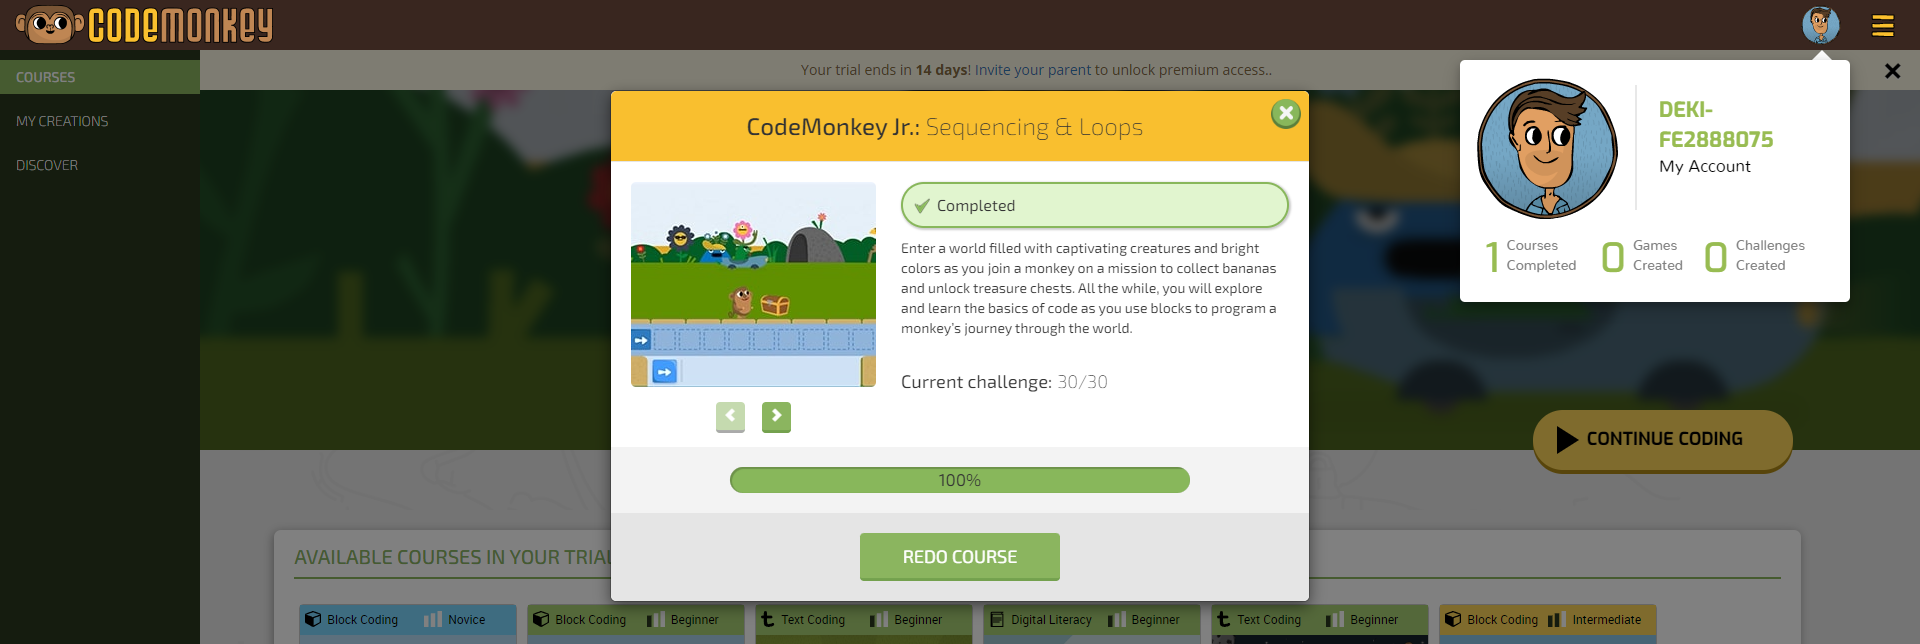 CODEMONKEY
COURSES
MY CREATIONS
DISCOVER
Your trial ends in 14 days! Invite your parent to unlock premium access..
CodeMonkey Jr.: Sequencing & Loops
Completed
Enter a world filled with captivating creatures and bright
colors as you join a monkey on a mission to collect bananas
and unlock treasure chests. All the while, you will explore
and learn the basics of code as you use blocks to program a
monkey's journey through the world.
Current challenge: 30/30
100%
REDO COURSE
DEKI-
FE2888075
My Account
1 Courses Completed
0 Games Created
0 Challenges Created
CONTINUE CODING
AVAILABLE COURSES IN YOUR TRIAL
Block Coding Novice
Block Coding Beginner
Text Coding Beginner
Digital Literacy Beginner
Text Coding Beginner
Block Coding Intermediate